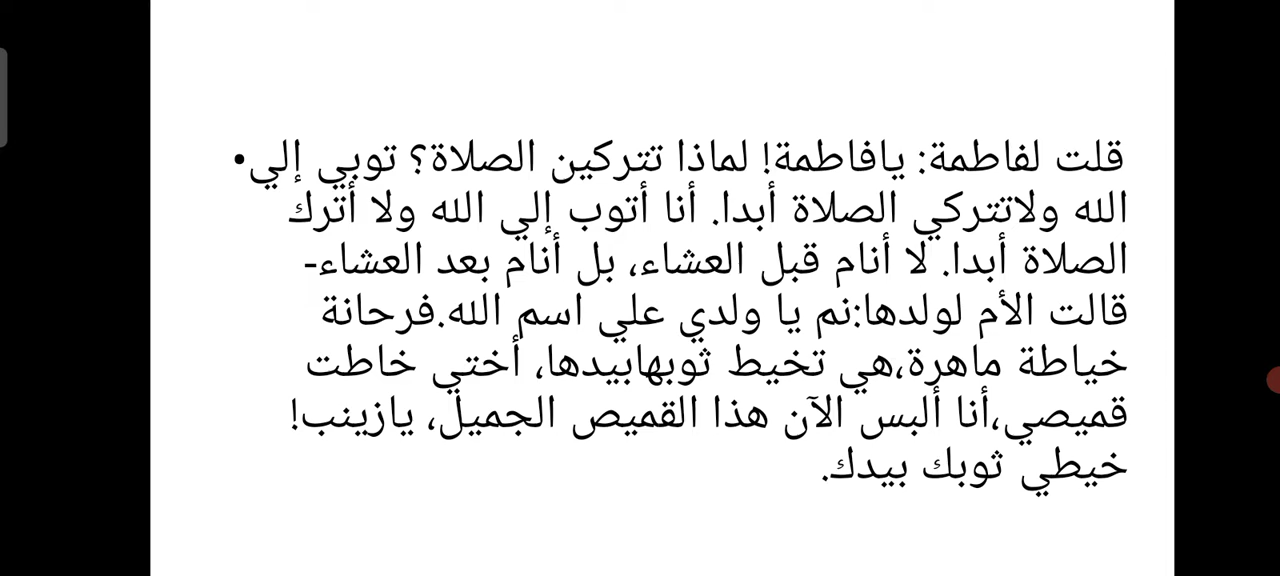 قلت لفاطمة: يافاطمة! لماذا تتركين الصلاة؟ توبي إلي•
الله ولاتتركي الصلاة أبدا. أنا أتوب إلي الله ولا أترك
الصلاة أبدا. لا أنام قبل العشاء، بل أنام بعد العشاء-
قالت الأم لولدها:نم يا ولدي علي اسم الله.فرحانة
خياطة ماهرة،هي تخيط ثوبهابيدها، أختي خاطت
قميصي،أنا ألبس الآن هذا القميص الجميل، يازينب!
خيطي ثوبك بيدك.